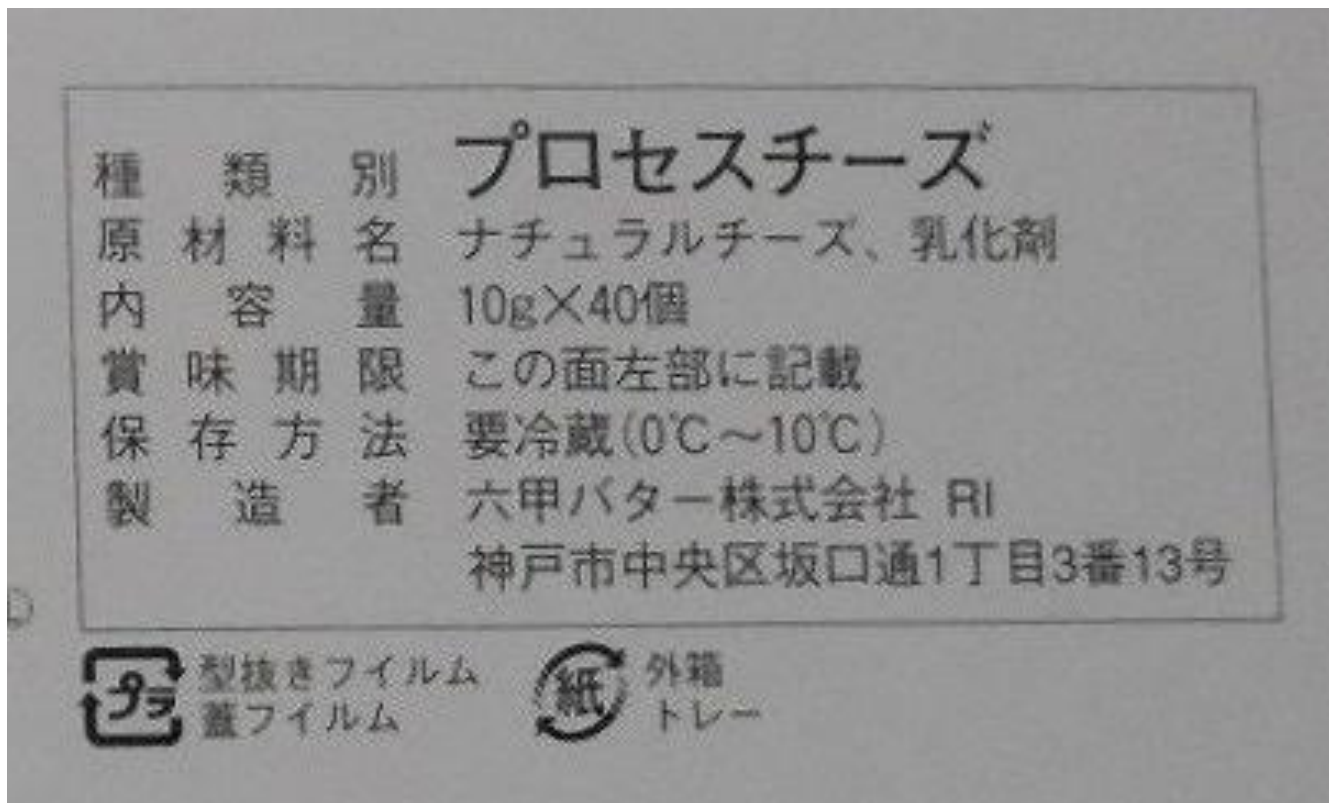 種類別 プロセスチーズ
原材料名 ナチュラルチーズ、乳化剤
内容量 10g×40個
賞味期限 この面左部に記載
保存方法 要冷蔵(0℃〜10℃)
製造者 六甲バター株式会社 RI
神戸市中央区坂口通1丁目3番13号
プラ 型抜きフイルム
蓋フイルム
紙 外箱
トレー